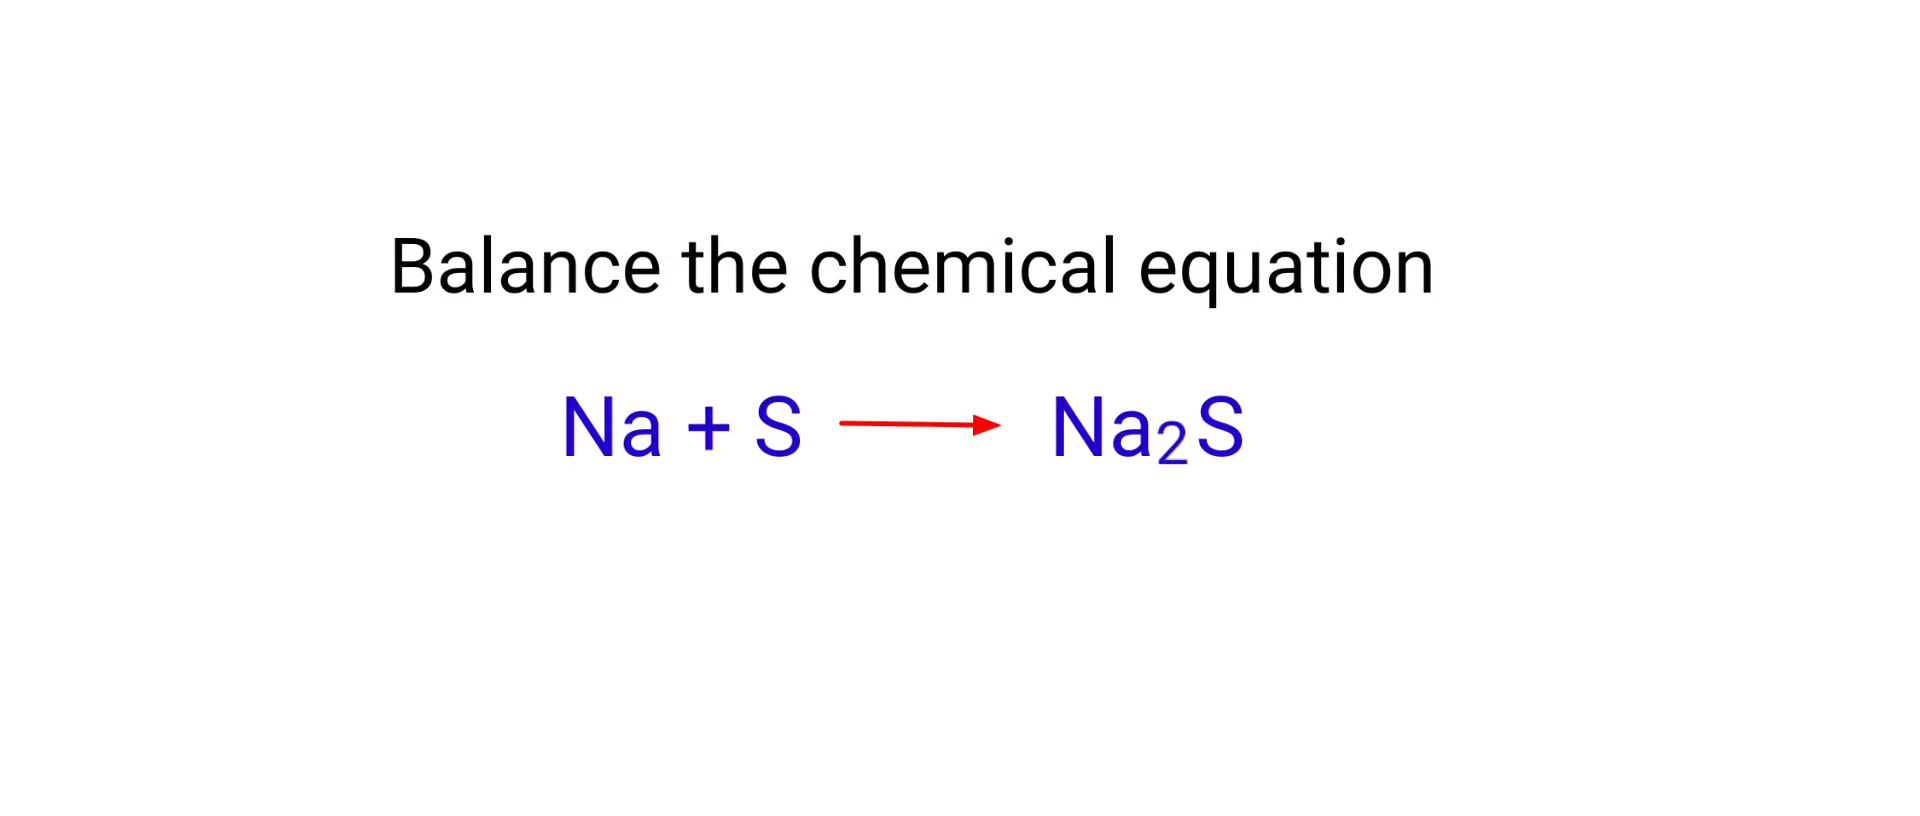 Balance the chemical equation
Na + S → Na₂S